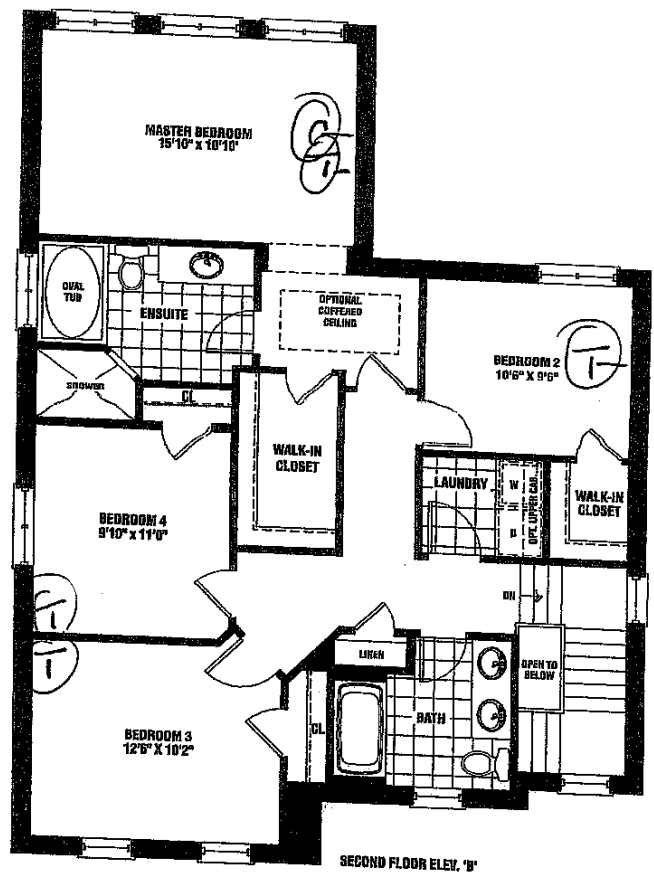 MASTER BEDROOM
15'10" x 16'10'
OVAL
TUB
ENSUITE
OPTIONAL
COFFERED
CEILING
BEDROOM 2
10'6" X 9'6"
SHOWER
CL
WALK-IN
CLOSET
LAUNDRY
W
D
OPT. UPPER CAB.
WALK-IN
CLOSET
BEDROOM 4
9'10" x 11'0"
DN
OPEN TO
BELOW
LINEN
BATH
CL
BEDROOM 3
12'6" X 10'2"
SECOND FLOOR ELEV. 'B'
C
T
T
T
T